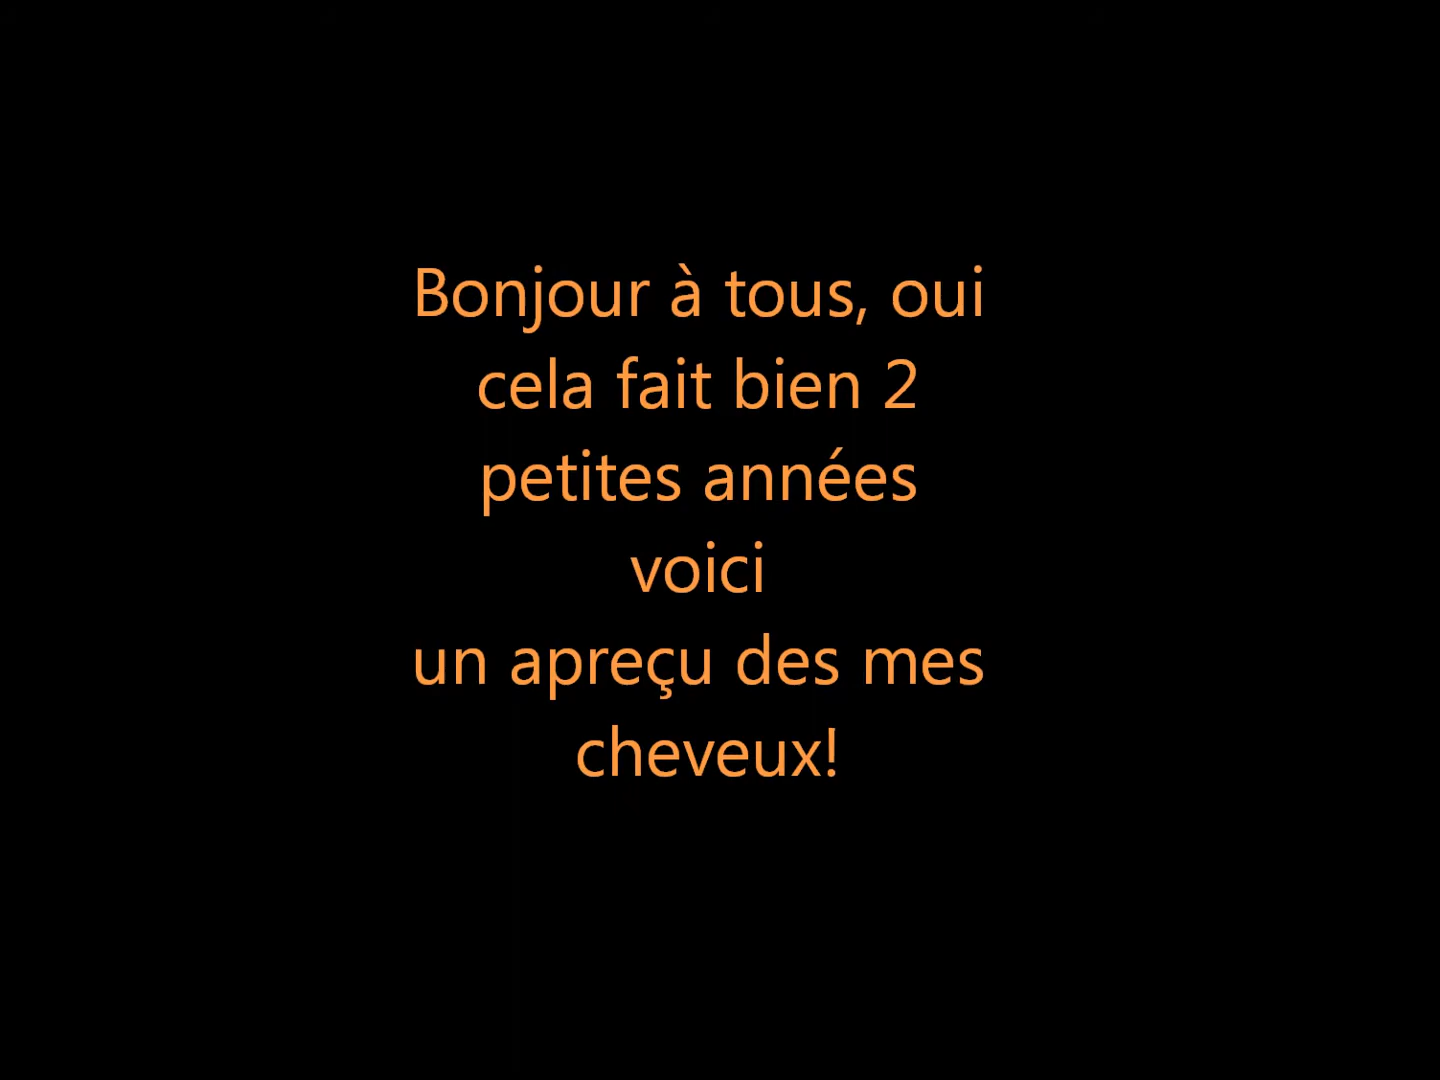 Bonjour à tous, oui
cela fait bien 2
petites années
voici
un apreçu des mes
cheveux!